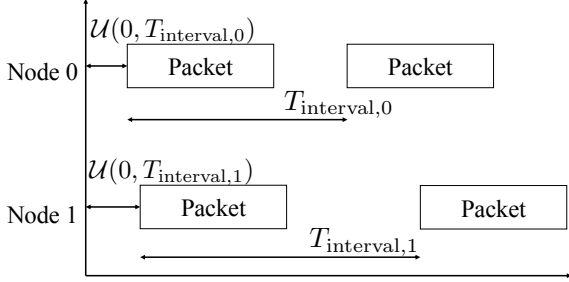 𝒰(0, T_interval,0)
Node 0
Packet
Packet
T_interval,0
𝒰(0, T_interval,1)
Node 1
Packet
Packet
T_interval,1